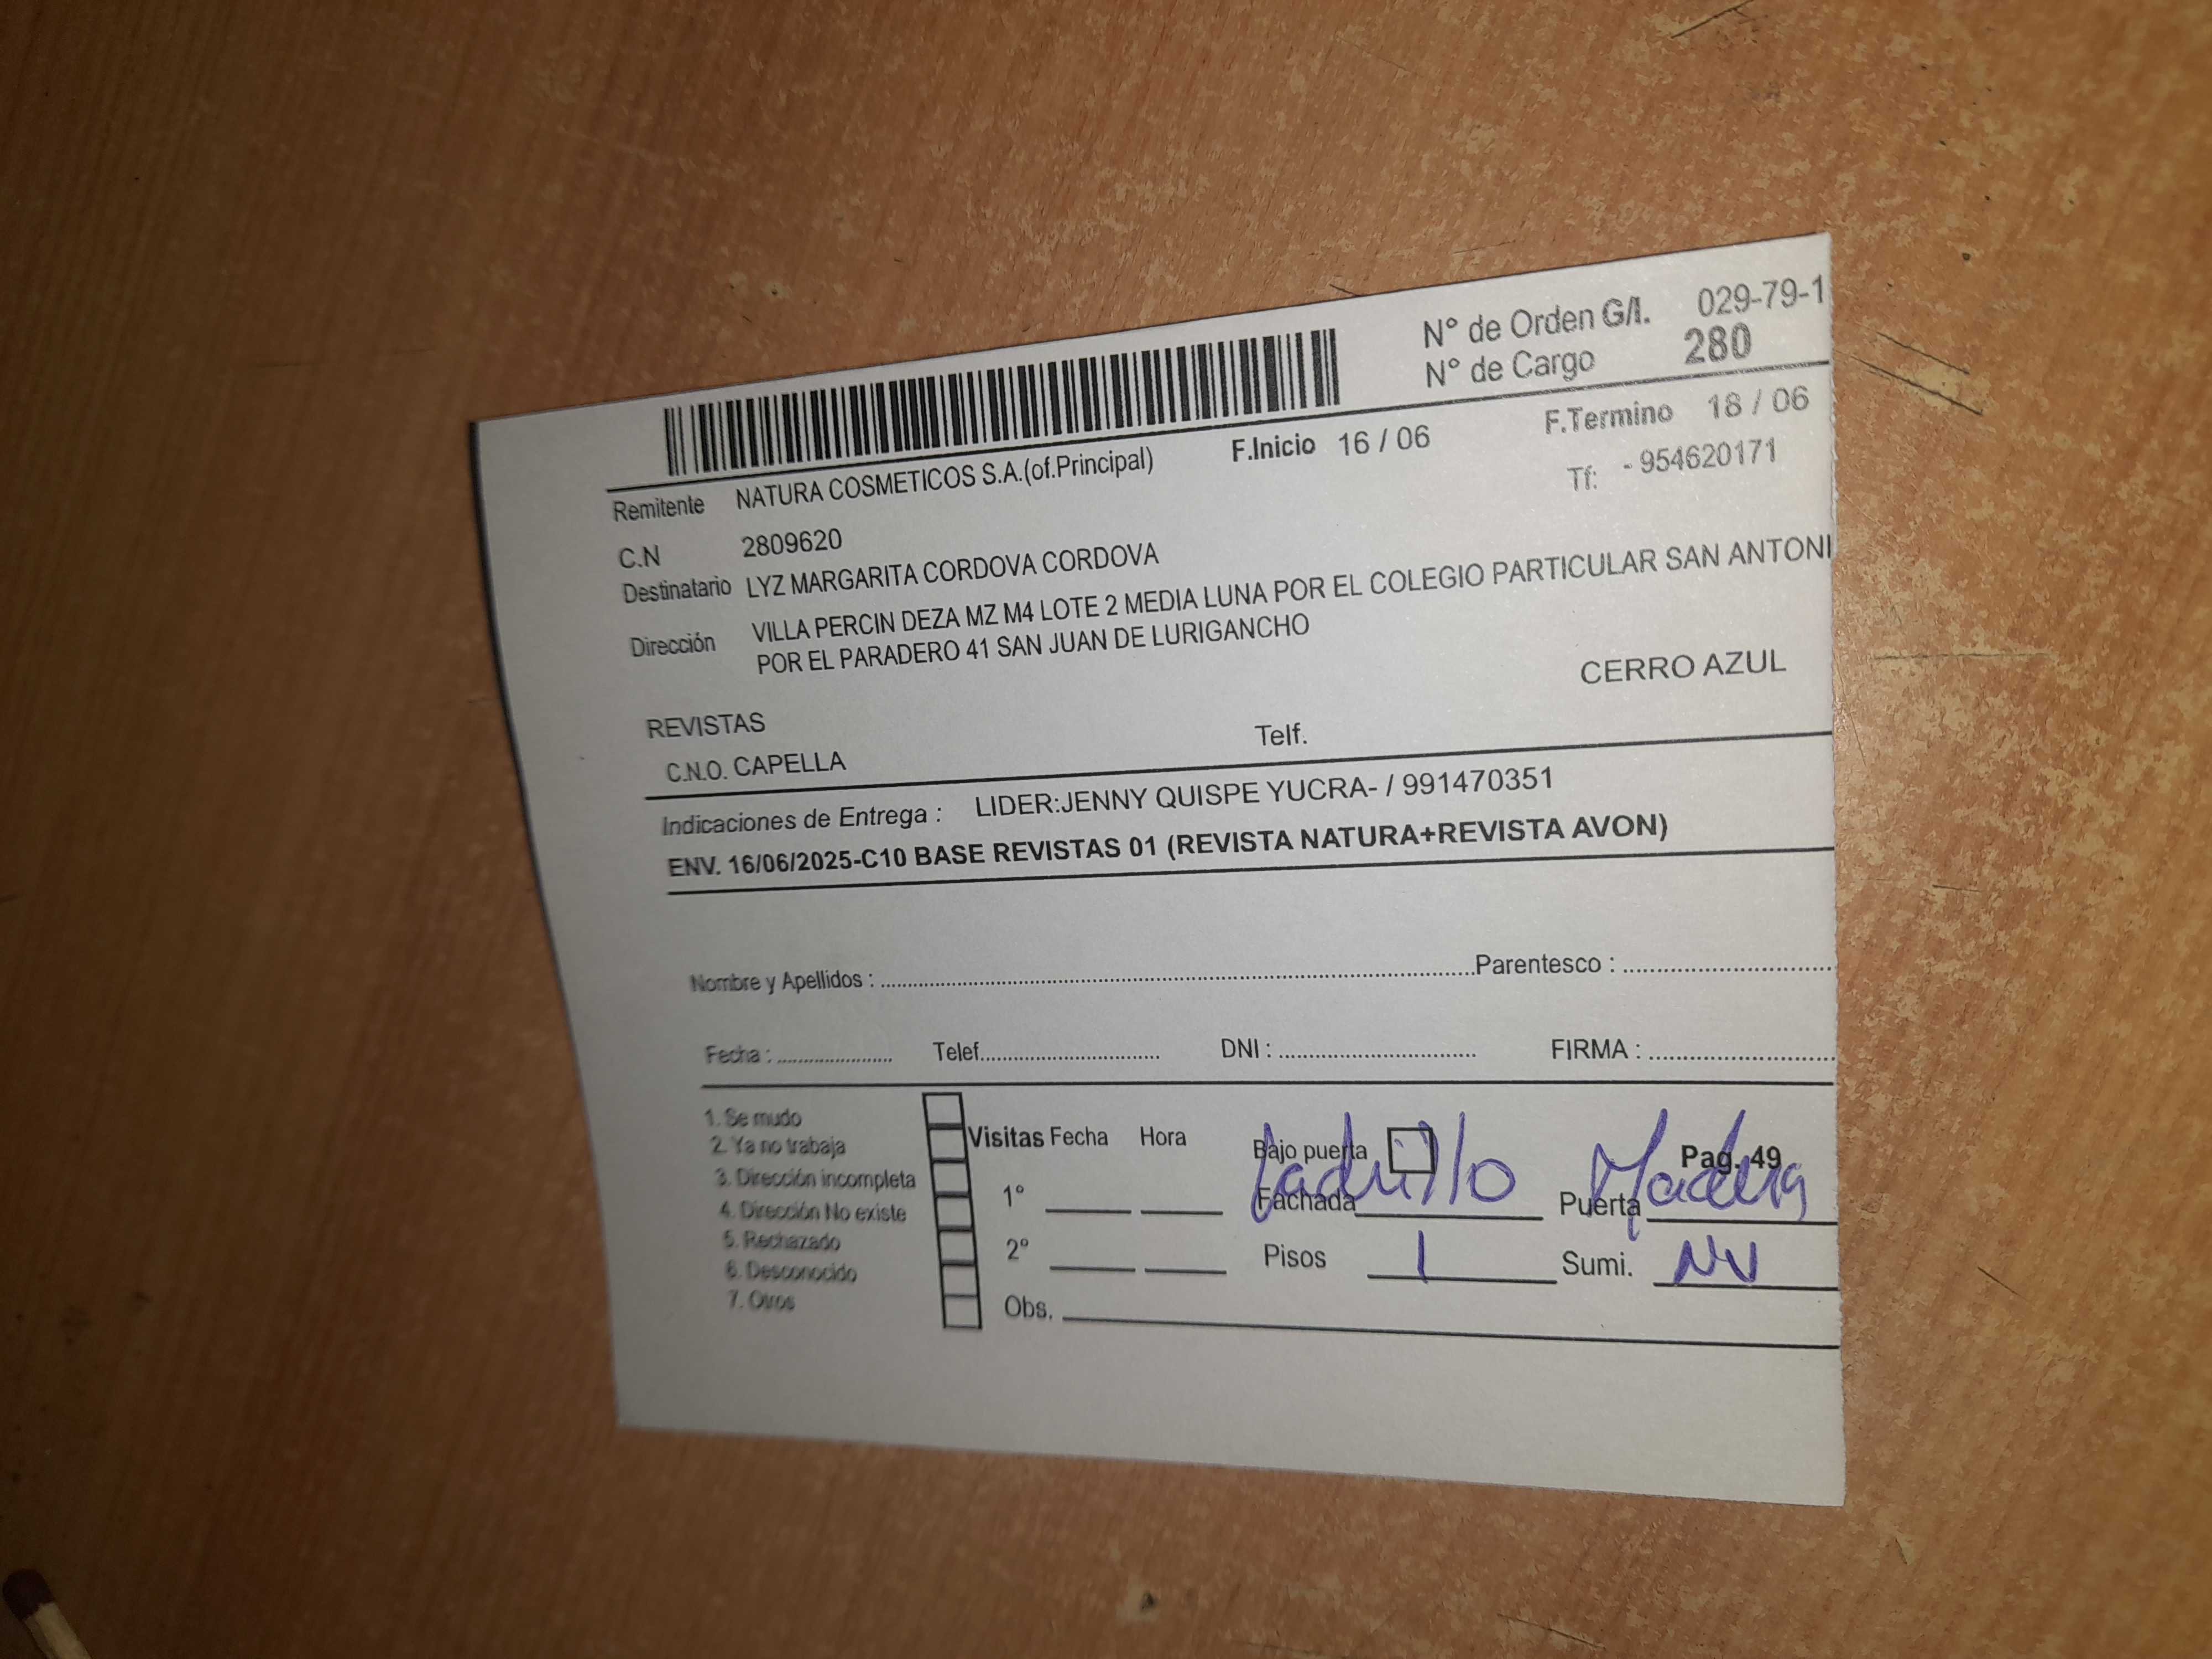 N° de Orden G/I. 029-79-1
N° de Cargo 280
F.Inicio 16 / 06 F.Termino 18 / 06
Remitente NATURA COSMETICOS S.A.(of.Principal) Tf: - 954620171
C.N 2809620
Destinatario LYZ MARGARITA CORDOVA CORDOVA
Dirección VILLA PERCIN DEZA MZ M4 LOTE 2 MEDIA LUNA POR EL COLEGIO PARTICULAR SAN ANTONI
POR EL PARADERO 41 SAN JUAN DE LURIGANCHO
CERRO AZUL
REVISTAS
C.N.O. CAPELLA Telf.
Indicaciones de Entrega : LIDER:JENNY QUISPE YUCRA- / 991470351
ENV. 16/06/2025-C10 BASE REVISTAS 01 (REVISTA NATURA+REVISTA AVON)
Nombre y Apellidos : Parentesco :
Fecha : Telef. DNI : FIRMA :
1. Se mudo
2. Ya no trabaja
3. Dirección incompleta
4. Dirección No existe
5. Rechazado
6. Desconocido
7. Otros
Visitas Fecha Hora
1°
2°
Obs.
Bajo puerta Pag. 49
Fachada Ladrillo Puerta Madera
Pisos 1 Sumi. NV